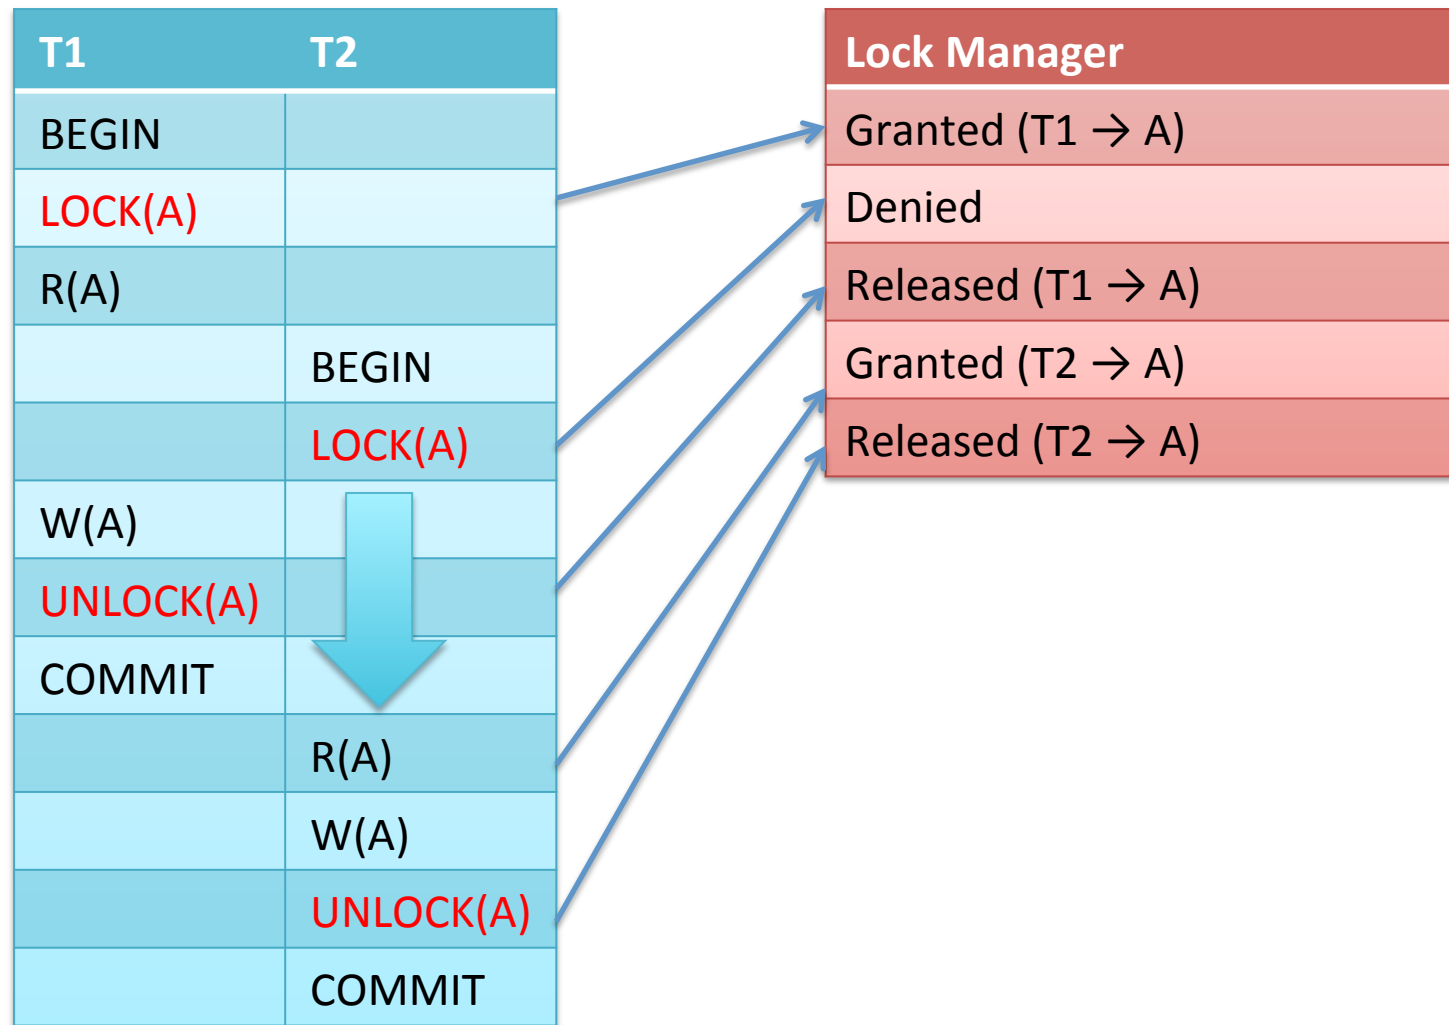 T1 T2
BEGIN
LOCK(A)
R(A)
BEGIN
LOCK(A)
W(A)
UNLOCK(A)
COMMIT
R(A)
W(A)
UNLOCK(A)
COMMIT
Lock Manager
Granted (T1 → A)
Denied
Released (T1 → A)
Granted (T2 → A)
Released (T2 → A)